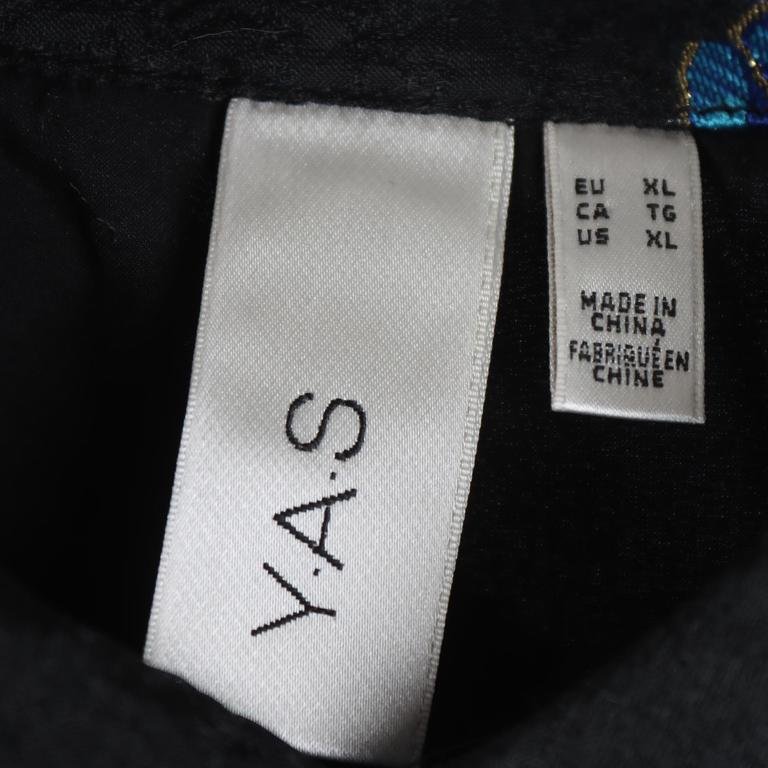 Y.A.S
EU XL
CA TG
US XL
MADE IN
CHINA
FABRIQUÉ EN
CHINE